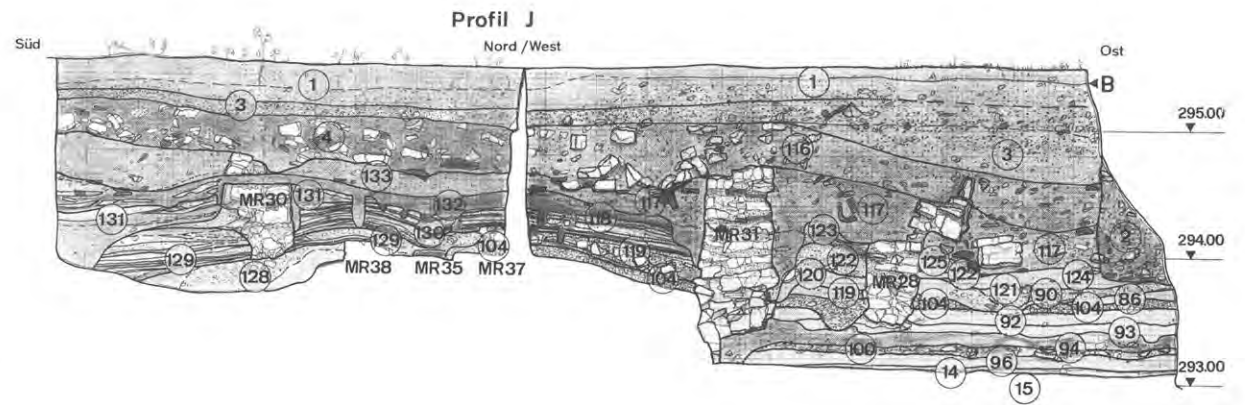 Profil J
Süd Nord/West Ost
1 1 B
3
4 116 3 295.00
133
MR30 131 117 117
131 132 118 MR31 123 117 2 294.00
129 130 129 104 119 120 122 125 122 124
128 MR38 MR35 MR37 104 119 MR28 104 121 90 104 86
92 93
100 94
96
14 15 293.00